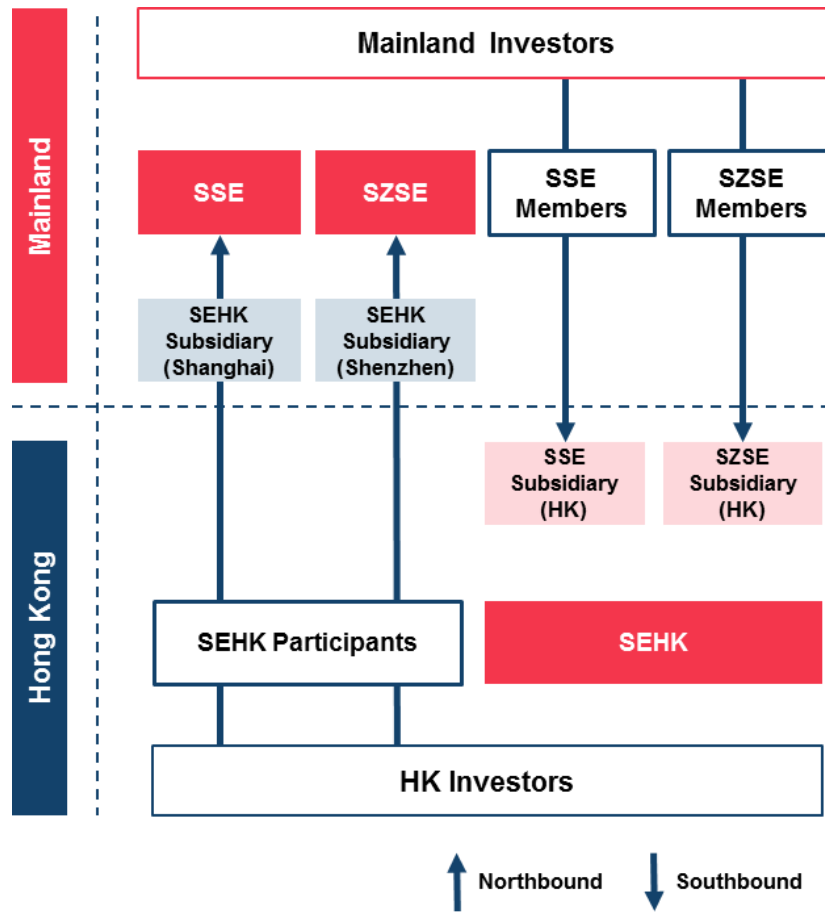 Mainland Investors
Mainland
SSE
SZSE
SSE
Members
SZSE
Members
SEHK
Subsidiary
(Shanghai)
SEHK
Subsidiary
(Shenzhen)
SSE
Subsidiary
(HK)
SZSE
Subsidiary
(HK)
Hong Kong
SEHK Participants
SEHK
HK Investors
Northbound
Southbound